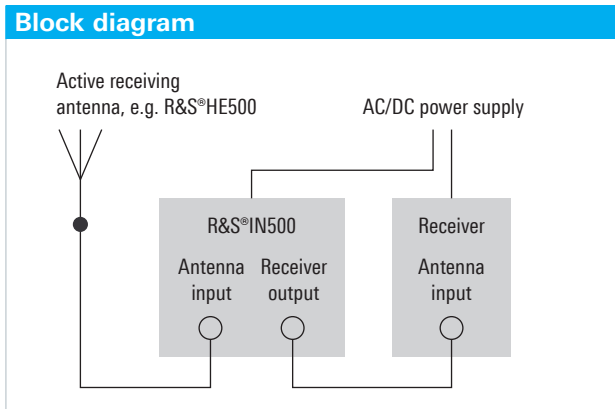 Block diagram
Active receiving
antenna, e.g. R&S®HE500
AC/DC power supply
R&S®IN500
Antenna
input
Receiver
output
Receiver
Antenna
input